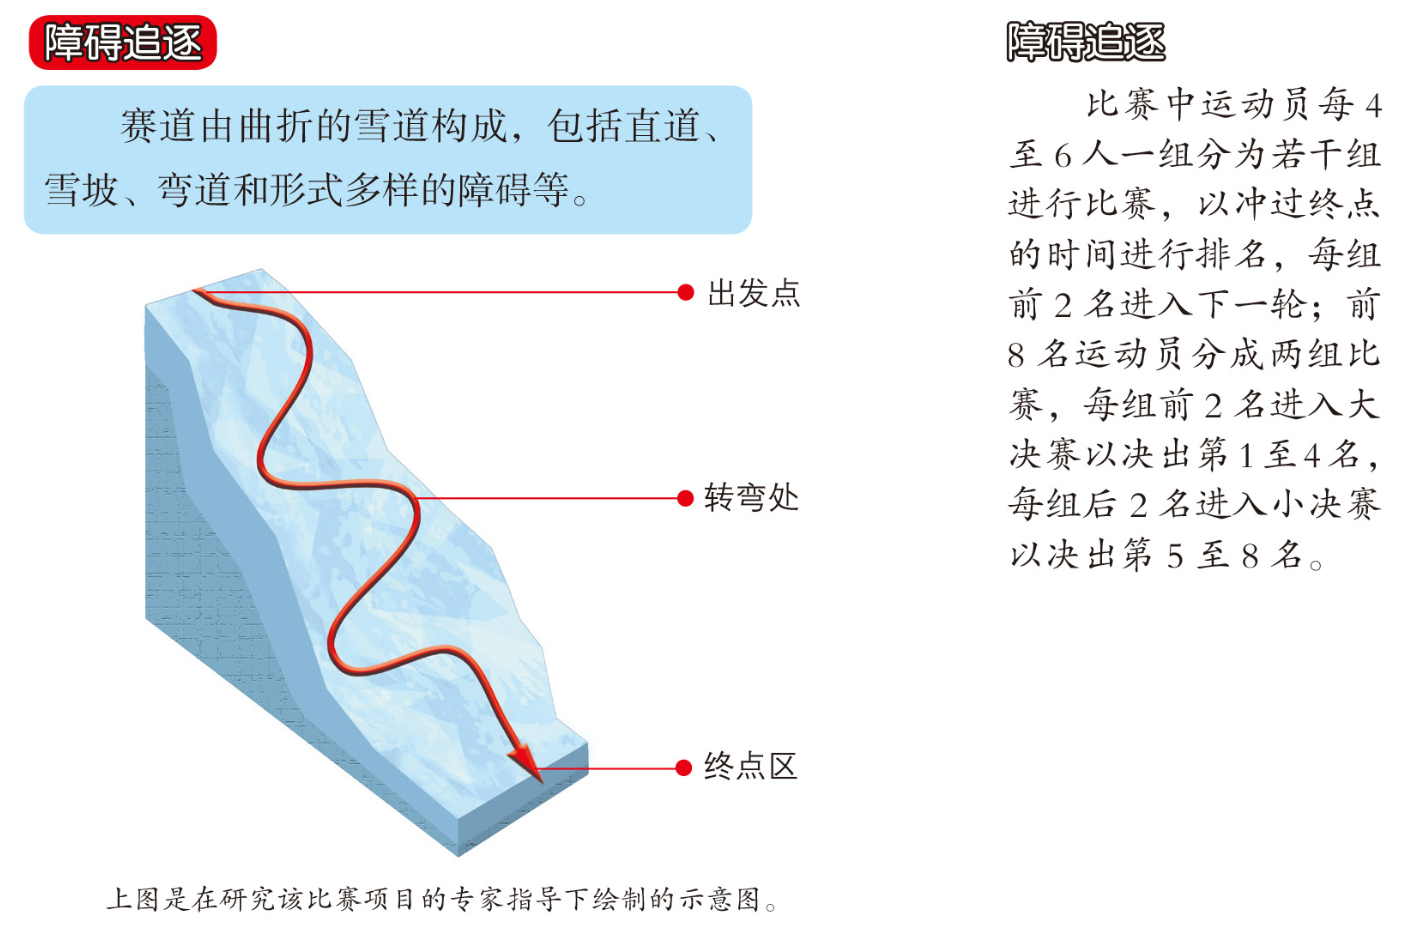 障碍追逐
赛道由曲折的雪道构成，包括直道、
雪坡、弯道和形式多样的障碍等。
出发点
转弯处
终点区
上图是在研究该比赛项目的专家指导下绘制的示意图。
障碍追逐
比赛中运动员每 4
至 6 人一组分为若干组
进行比赛，以冲过终点
的时间进行排名，每组
前 2 名进入下一轮；前
8 名运动员分成两组比
赛，每组前 2 名进入大
决赛以决出第1至4名，
每组后 2 名进入小决赛
以决出第 5 至 8 名。